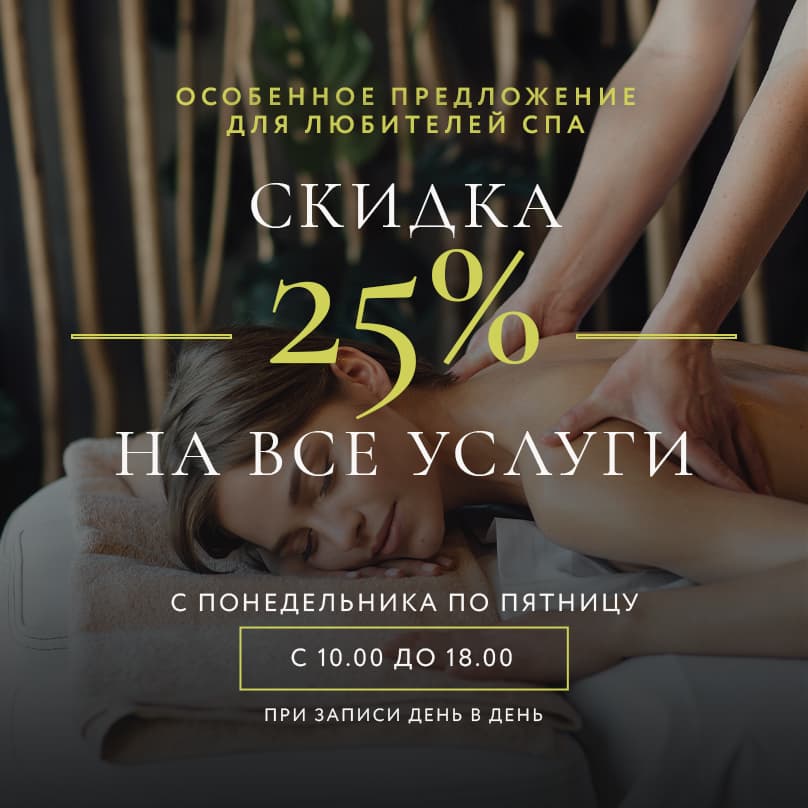 ОСОБЕННОЕ ПРЕДЛОЖЕНИЕ
ДЛЯ ЛЮБИТЕЛЕЙ СПА
СКИДКА
25%
НА ВСЕ УСЛУГИ
С ПОНЕДЕЛЬНИКА ПО ПЯТНИЦУ
С 10.00 ДО 18.00
ПРИ ЗАПИСИ ДЕНЬ В ДЕНЬ